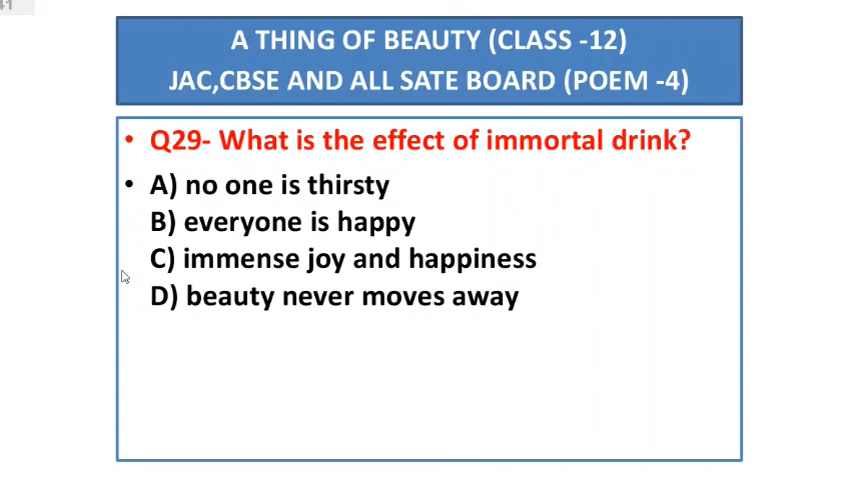 41
A THING OF BEAUTY (CLASS -12)
JAC,CBSE AND ALL SATE BOARD (POEM -4)
• Q29- What is the effect of immortal drink?
• A) no one is thirsty
B) everyone is happy
C) immense joy and happiness
D) beauty never moves away